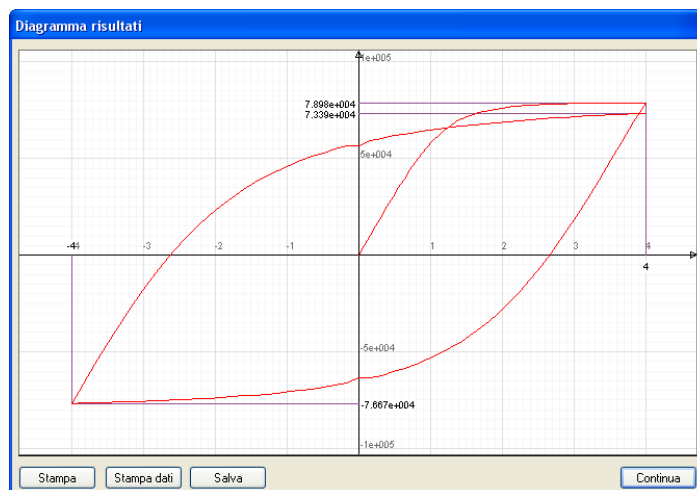 Diagramma risultati
1e+005
7.898e+004
7.339e+004
5e+004
-4 -3 -2 -1 1 2 3 4
4
-5e+004
-7.667e+004
-1e+005
Stampa Stampa dati Salva Continua